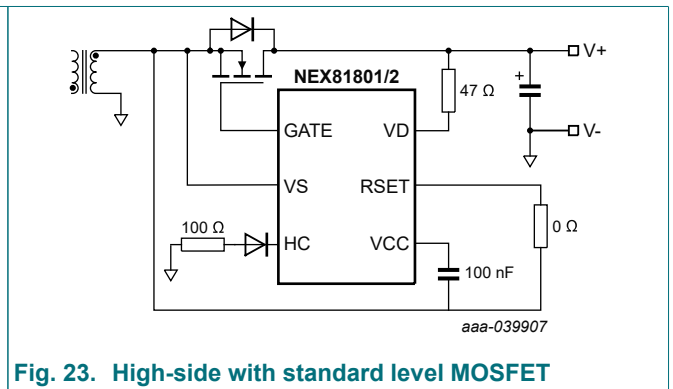 V+
NEX81801/2
47 Ω
+
GATE
VD
V-
VS
RSET
100 Ω
0 Ω
HC
VCC
100 nF
aaa-039907
Fig. 23. High-side with standard level MOSFET